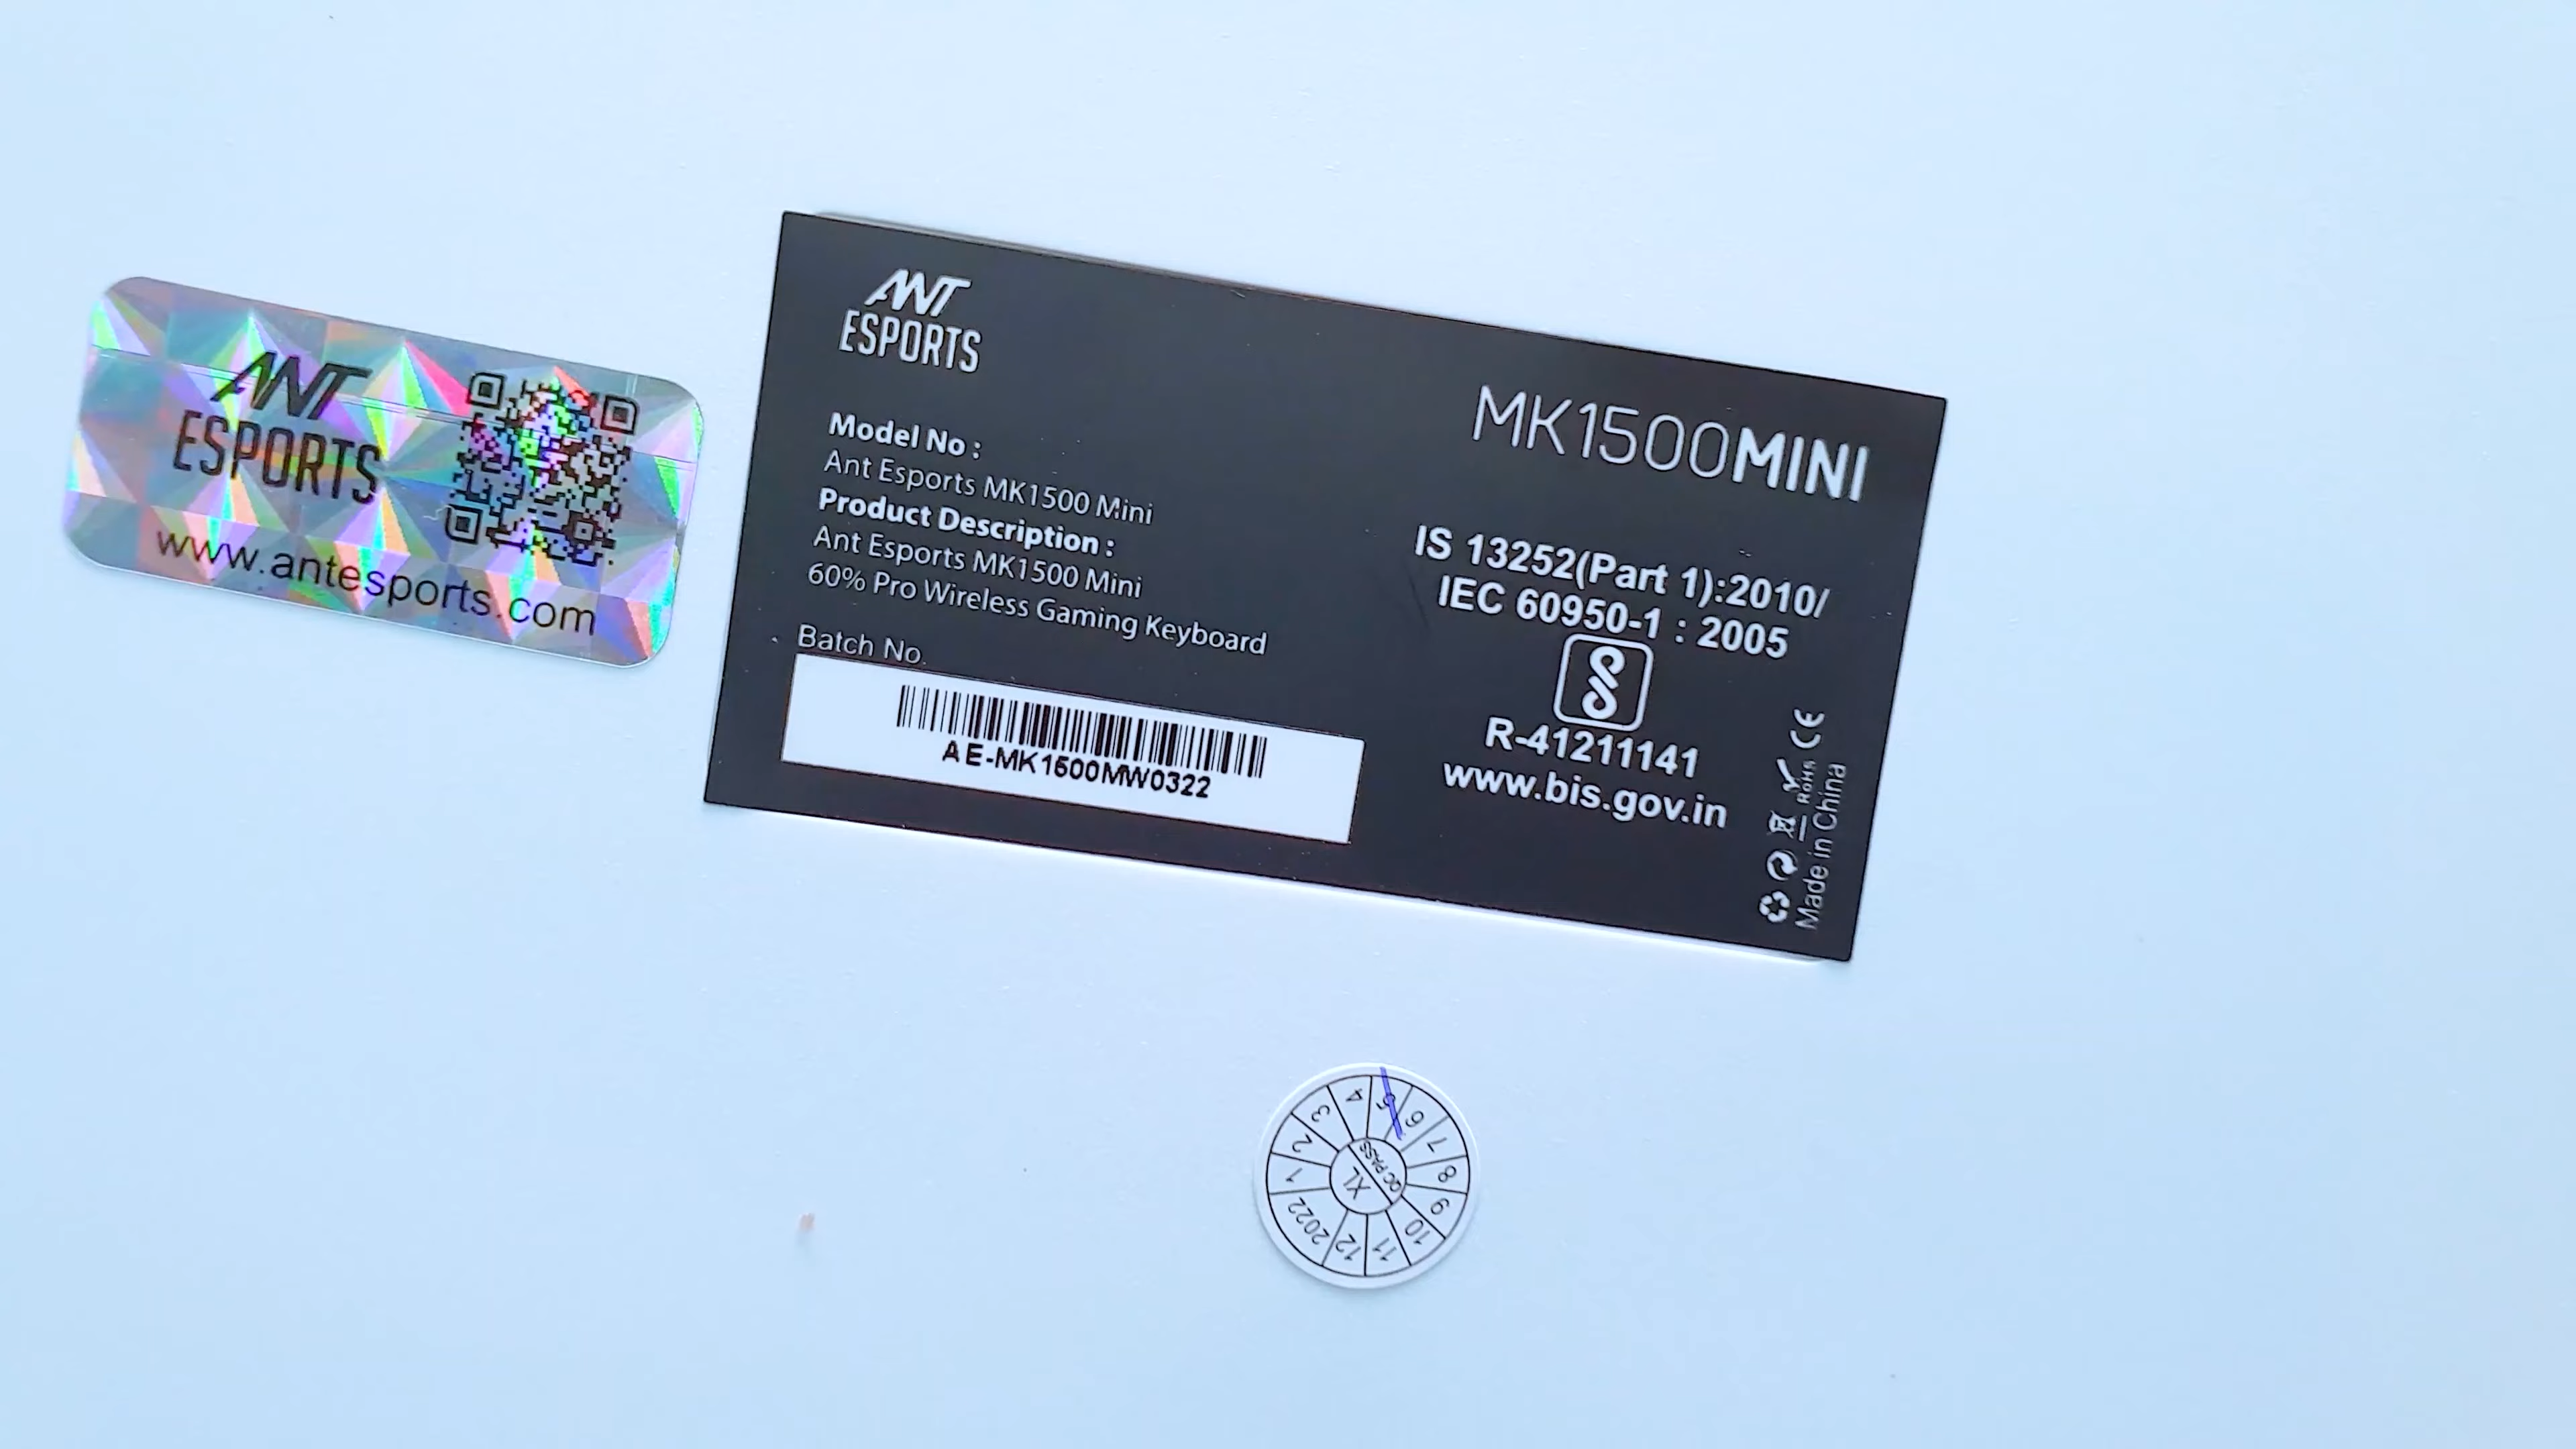 ANT
ESPORTS
www.antesports.com
ANT
ESPORTS
MK1500MINI
Model No :
Ant Esports MK1500 Mini
Product Description :
Ant Esports MK1500 Mini
60% Pro Wireless Gaming Keyboard
Batch No.
AE-MK1500MW0322
IS 13252(Part 1):2010/
IEC 60950-1 : 2005
R-41211141
www.bis.gov.in
CE
RoHS
Made in China
2022 1 2 3 4 5 6 7 8 9 10 11 12
XL
QC PASS